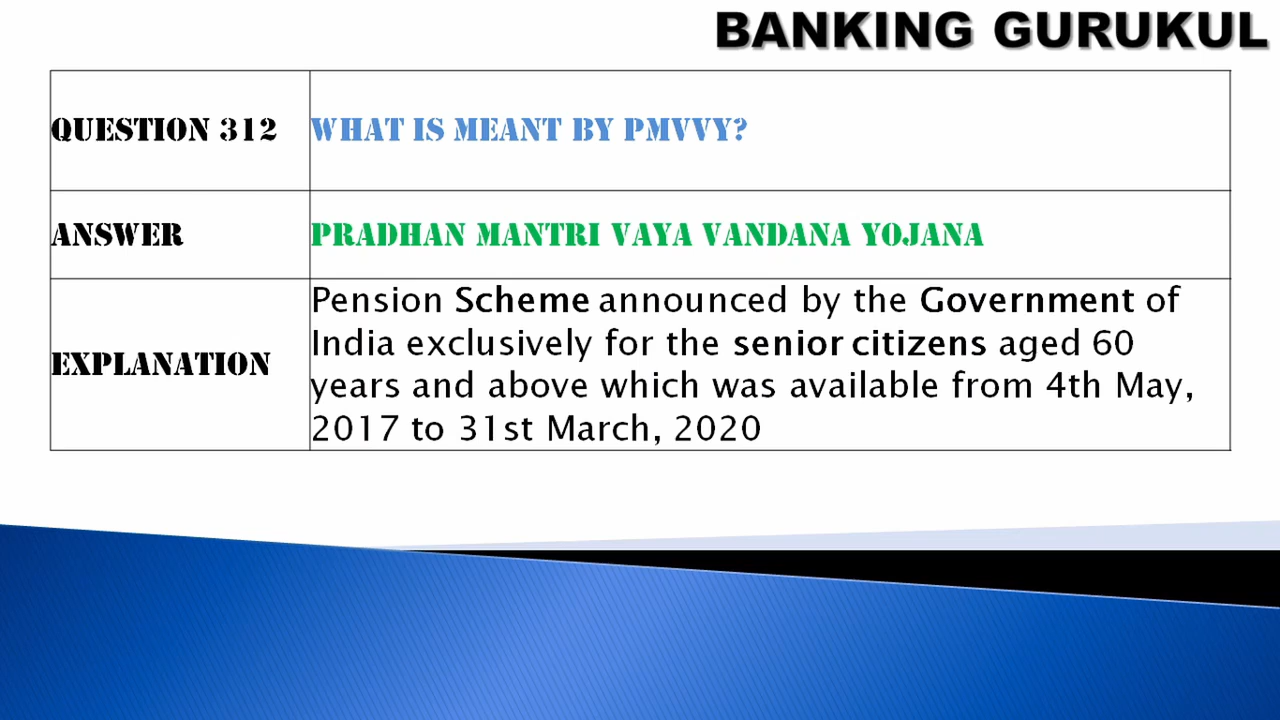 BANKING GURUKUL
QUESTION 312
WHAT IS MEANT BY PMVVY?
ANSWER
PRADHAN MANTRI VAYA VANDANA YOJANA
EXPLANATION
Pension Scheme announced by the Government of
India exclusively for the senior citizens aged 60
years and above which was available from 4th May,
2017 to 31st March, 2020